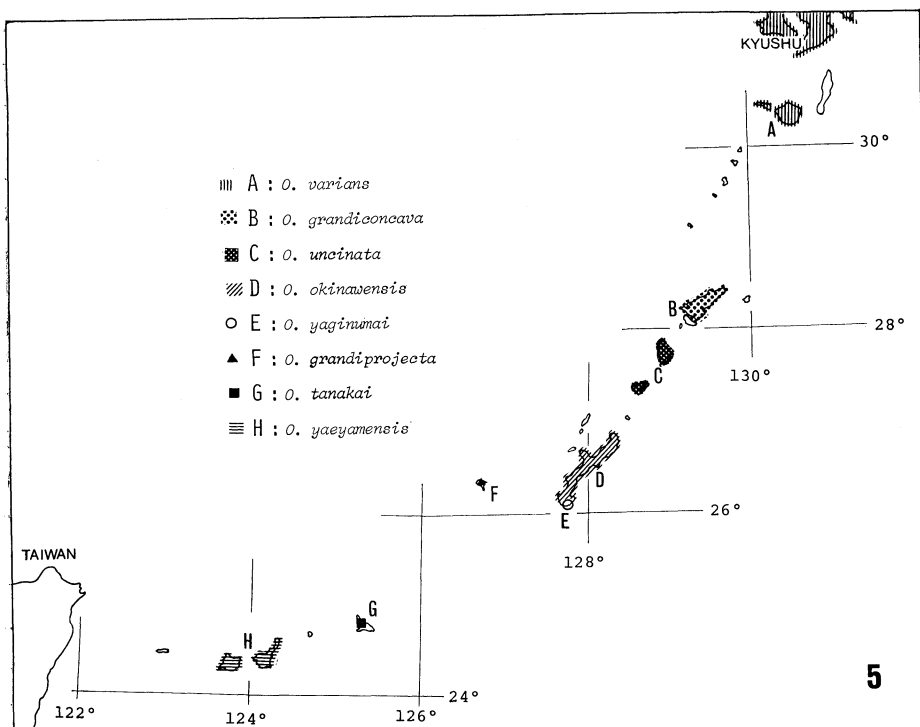 KYUSHU
A
30°
A : O. varians
B : O. grandiconcava
C : O. uncinata
D : O. okinawensis
E : O. yaginumai
F : O. grandiprojecta
G : O. tanakai
H : O. yaeyamensis
B
28°
C
130°
D
F
E
26°
128°
TAIWAN
G
H
5
24°
122°
124°
126°